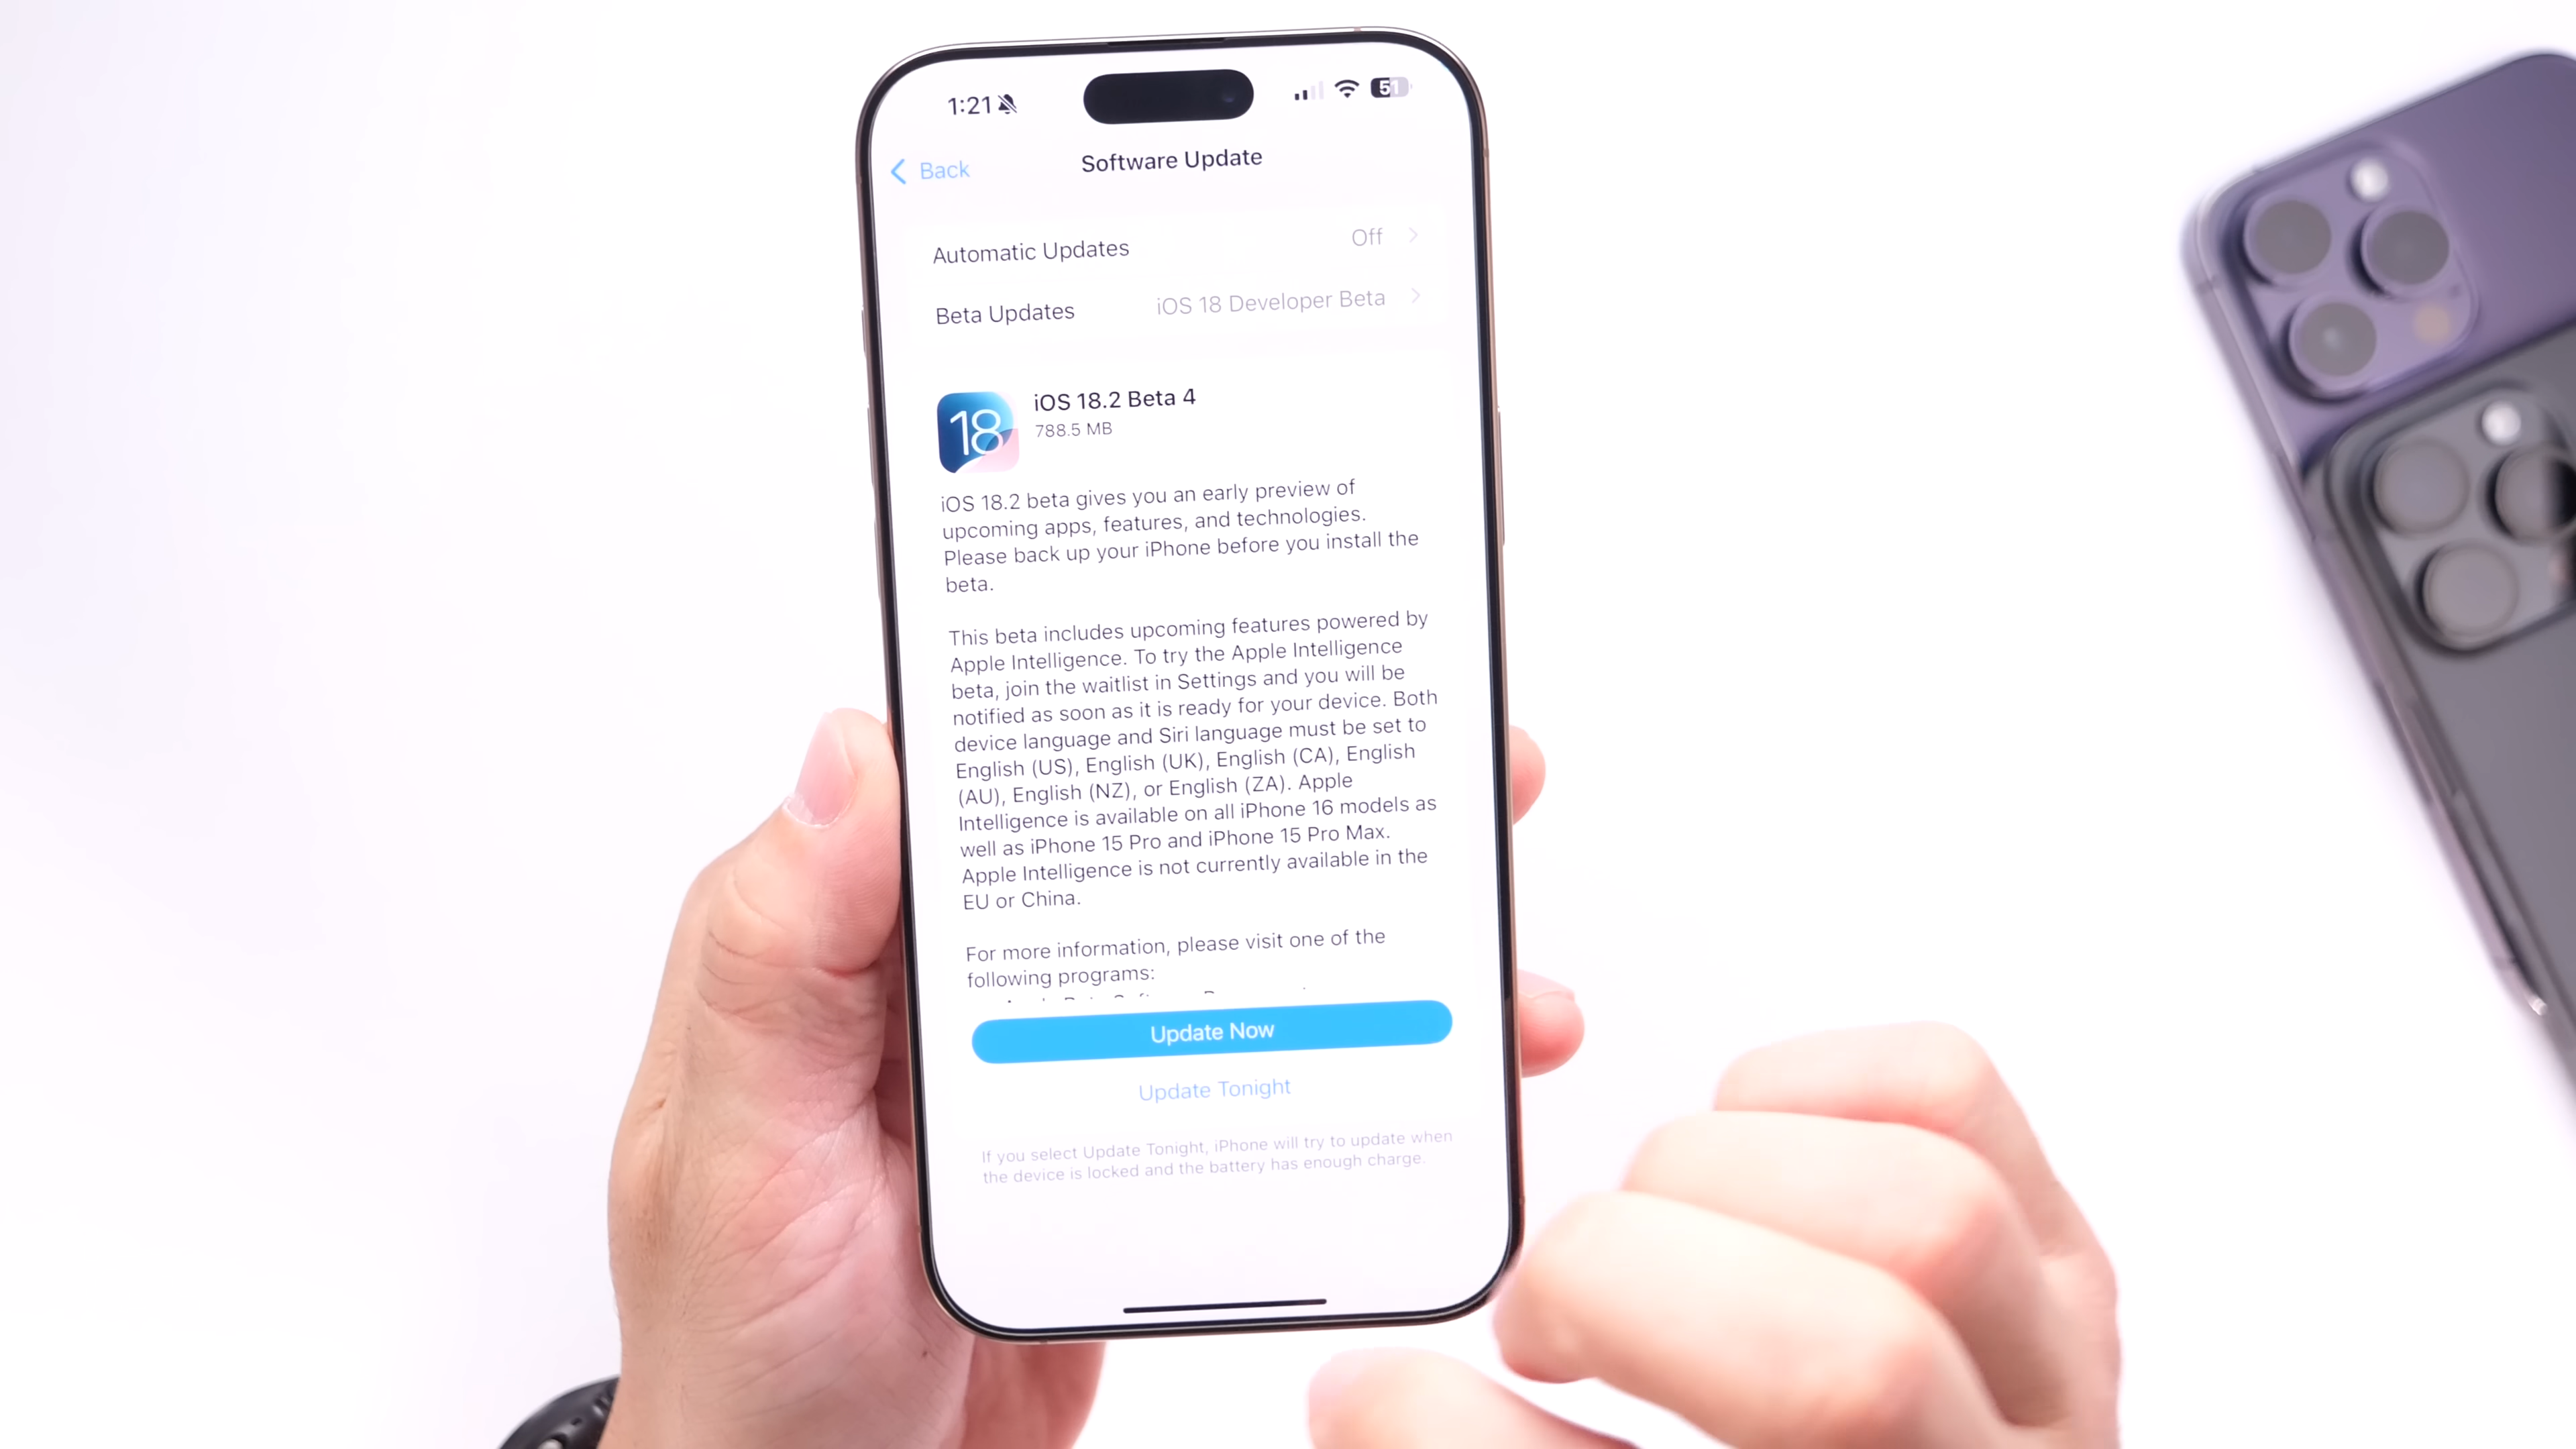 1:21
51
Back
Software Update
Automatic Updates Off
Beta Updates iOS 18 Developer Beta
18
iOS 18.2 Beta 4
788.5 MB
iOS 18.2 beta gives you an early preview of
upcoming apps, features, and technologies.
Please back up your iPhone before you install the
beta.
This beta includes upcoming features powered by
Apple Intelligence. To try the Apple Intelligence
beta, join the waitlist in Settings and you will be
notified as soon as it is ready for your device. Both
device language and Siri language must be set to
English (US), English (UK), English (CA), English
(AU), English (NZ), or English (ZA). Apple
Intelligence is available on all iPhone 16 models as
well as iPhone 15 Pro and iPhone 15 Pro Max.
Apple Intelligence is not currently available in the
EU or China.
For more information, please visit one of the
following programs:
Update Now
Update Tonight
If you select Update Tonight, iPhone will try to update when
the device is locked and the battery has enough charge.